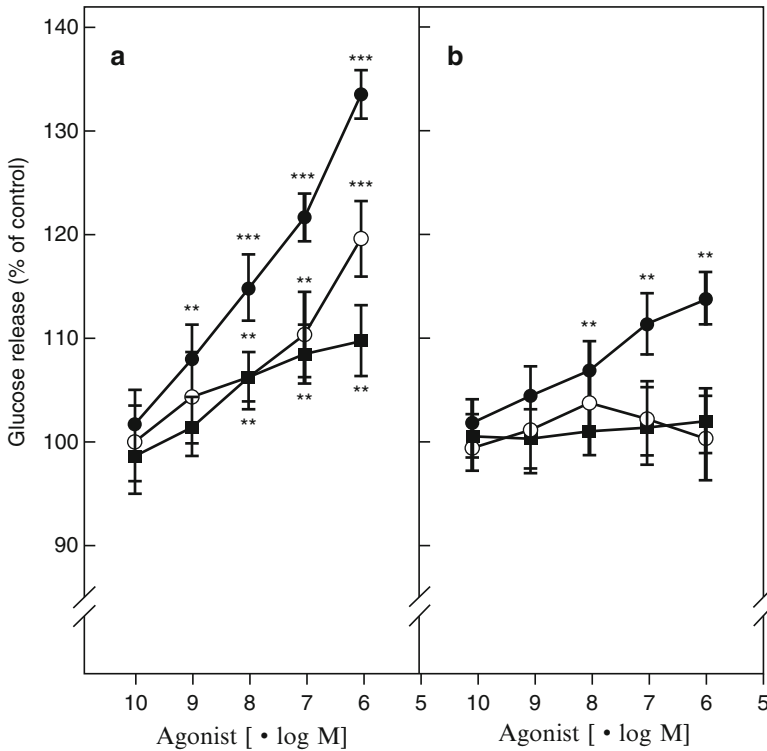 140
a
b
***
130
***
***
120
***
**
**
**
**
110
**
**
**
**
**
100
90
Glucose release (% of control)
10 9 8 7 6 5
10 9 8 7 6 5
Agonist [ • log M]
Agonist [ • log M]